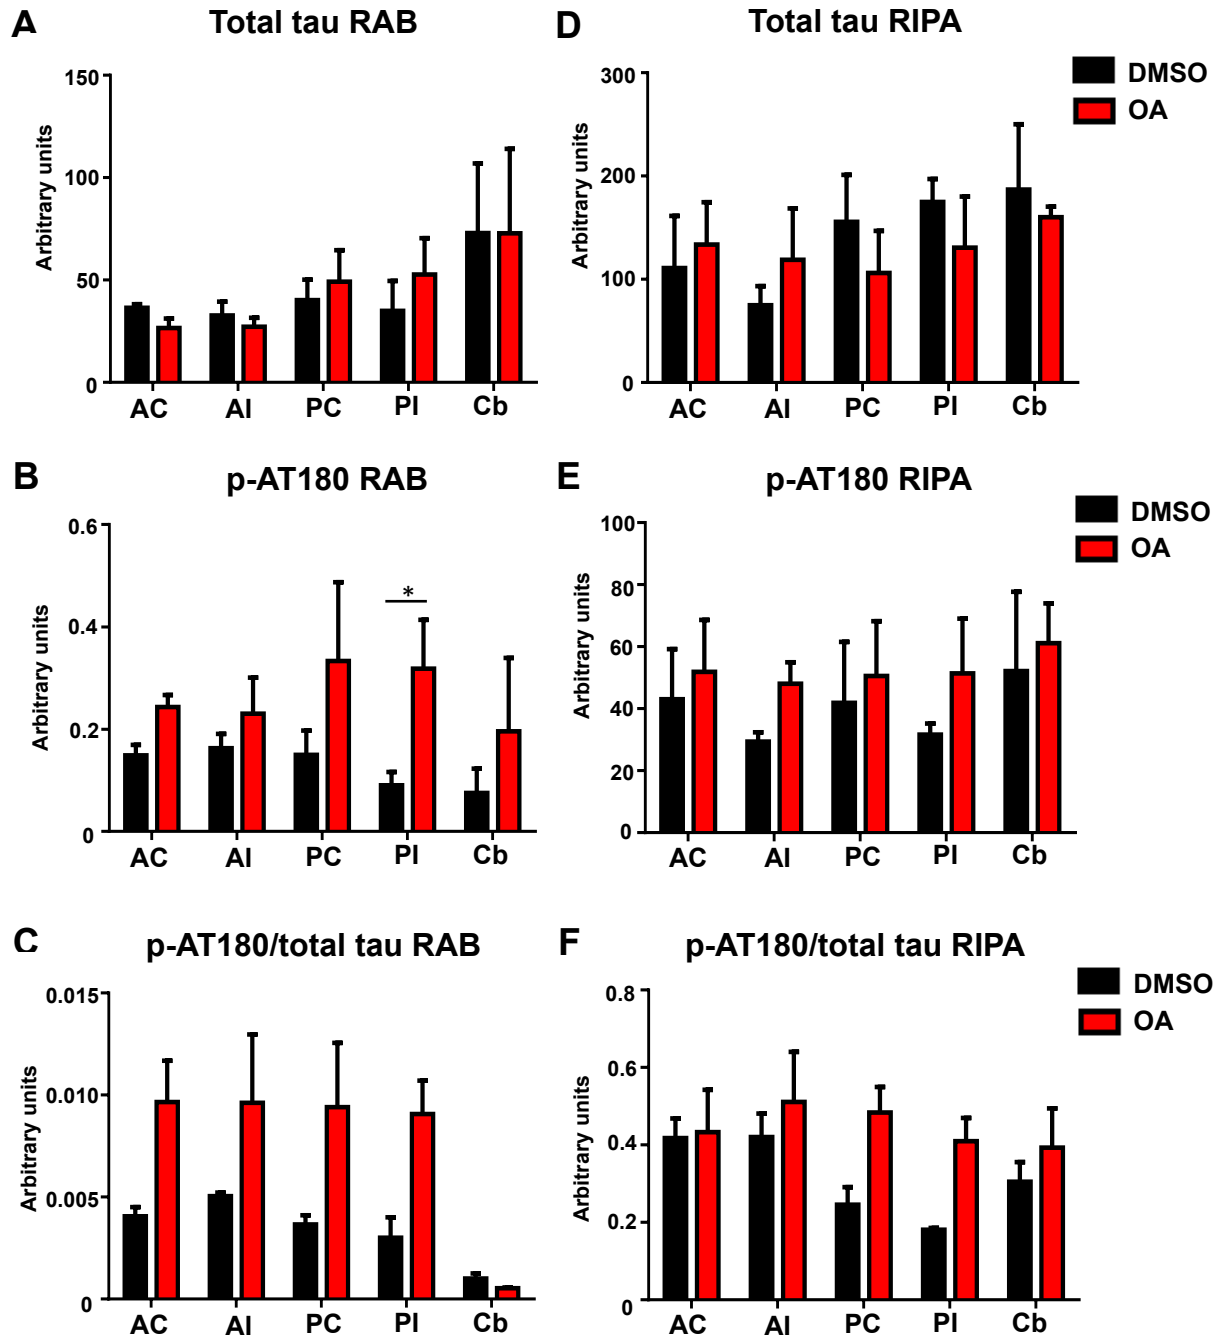 A
Total tau RAB
Arbitrary units
150
100
50
0
AC AI PC PI Cb
D
Total tau RIPA
Arbitrary units
300
200
100
0
AC AI PC PI Cb
DMSO
OA
B
p-AT180 RAB
Arbitrary units
0.6
0.4
0.2
0
*
AC AI PC PI Cb
E
p-AT180 RIPA
Arbitrary units
100
80
60
40
20
0
AC AI PC PI Cb
DMSO
OA
C
p-AT180/total tau RAB
Arbitrary units
0.015
0.010
0.005
0
AC AI PC PI Cb
F
p-AT180/total tau RIPA
Arbitrary units
0.8
0.6
0.4
0.2
0
AC AI PC PI Cb
DMSO
OA